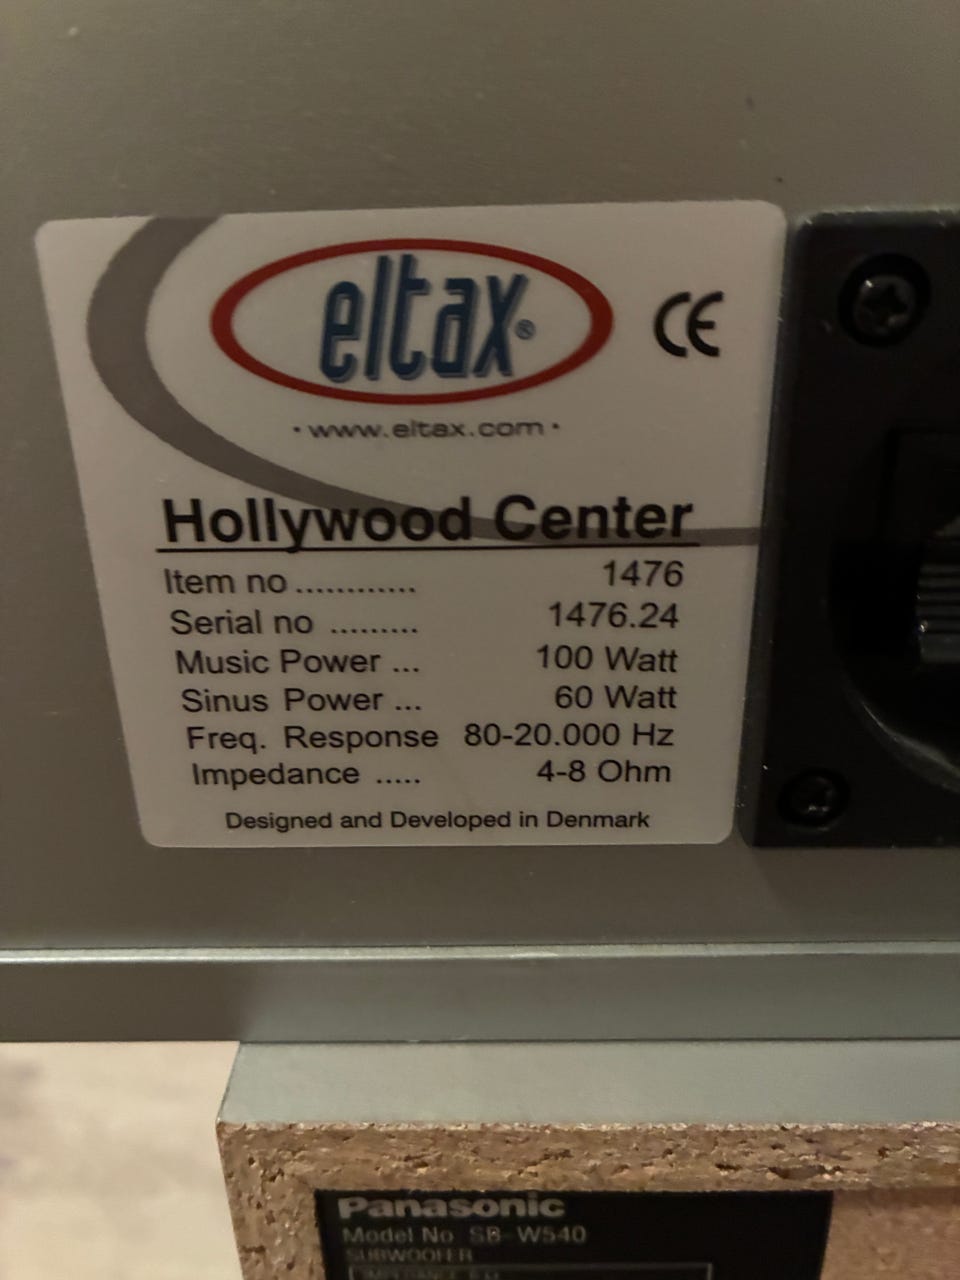 eltax®
CE
• www.eltax.com •
Hollywood Center
Item no ............ 1476
Serial no ......... 1476.24
Music Power ... 100 Watt
Sinus Power ... 60 Watt
Freq. Response 80-20.000 Hz
Impedance ..... 4-8 Ohm
Designed and Developed in Denmark
Panasonic
Model No SB-W540
SUBWOOFER
IMPEDANCE